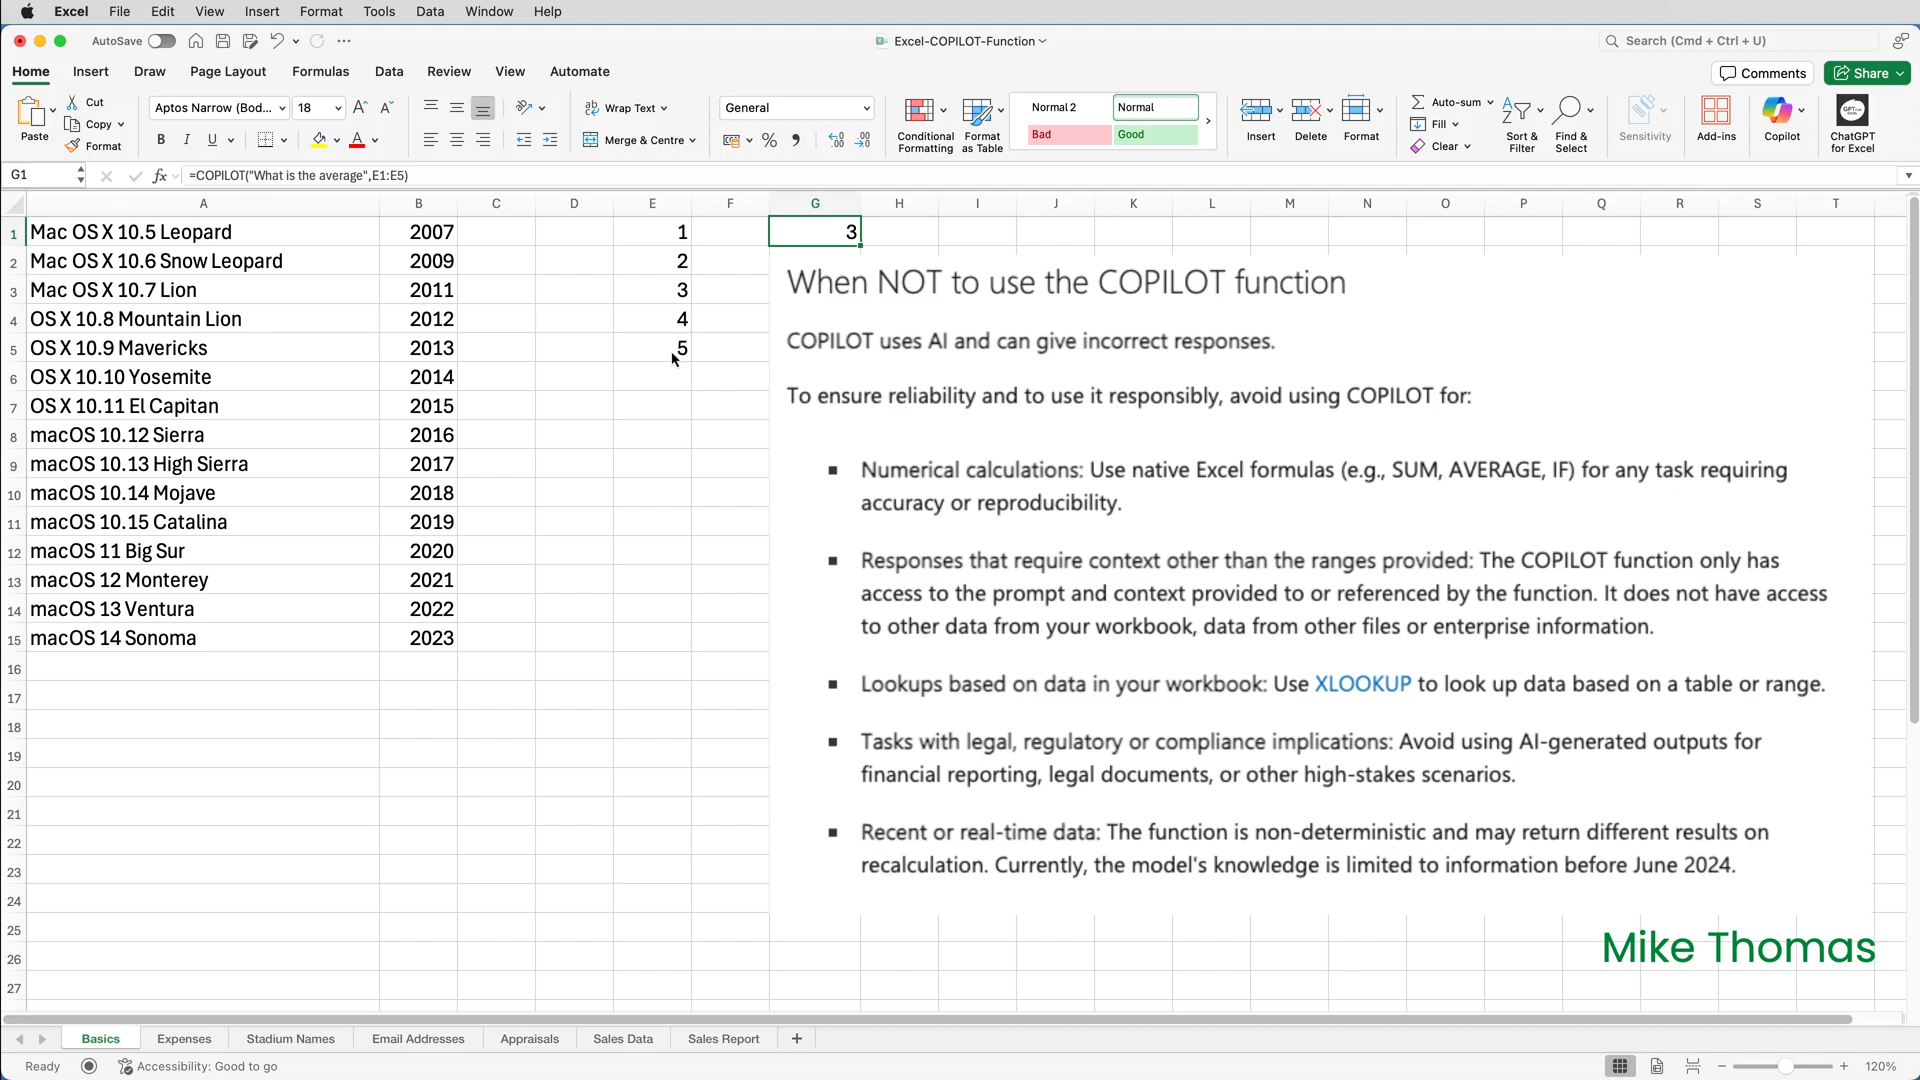 Excel File Edit View Insert Format Tools Data Window Help
AutoSave Excel-COPILOT-Function Search (Cmd + Ctrl + U)
Home Insert Draw Page Layout Formulas Data Review View Automate Comments Share
Paste Cut Copy Format
Aptos Narrow (Bod... 18
Wrap Text
Merge & Centre
General
Conditional Formatting
Format as Table
Normal 2 Normal
Bad Good
Insert Delete Format
Auto-sum
Fill
Clear
Sort & Filter
Find & Select
Sensitivity
Add-ins
Copilot
ChatGPT for Excel
G1 fx =COPILOT("What is the average",E1:E5)
A B C D E F G H I J K L M N O P Q R S T
1 Mac OS X 10.5 Leopard 2007 1 3
2 Mac OS X 10.6 Snow Leopard 2009 2
3 Mac OS X 10.7 Lion 2011 3
4 OS X 10.8 Mountain Lion 2012 4
5 OS X 10.9 Mavericks 2013 5
6 OS X 10.10 Yosemite 2014
7 OS X 10.11 El Capitan 2015
8 macOS 10.12 Sierra 2016
9 macOS 10.13 High Sierra 2017
10 macOS 10.14 Mojave 2018
11 macOS 10.15 Catalina 2019
12 macOS 11 Big Sur 2020
13 macOS 12 Monterey 2021
14 macOS 13 Ventura 2022
15 macOS 14 Sonoma 2023
16
17
18
19
20
21
22
23
24
25
26
27
When NOT to use the COPILOT function
COPILOT uses AI and can give incorrect responses.
To ensure reliability and to use it responsibly, avoid using COPILOT for:
▪ Numerical calculations: Use native Excel formulas (e.g., SUM, AVERAGE, IF) for any task requiring
accuracy or reproducibility.
▪ Responses that require context other than the ranges provided: The COPILOT function only has
access to the prompt and context provided to or referenced by the function. It does not have access
to other data from your workbook, data from other files or enterprise information.
▪ Lookups based on data in your workbook: Use XLOOKUP to look up data based on a table or range.
▪ Tasks with legal, regulatory or compliance implications: Avoid using AI-generated outputs for
financial reporting, legal documents, or other high-stakes scenarios.
▪ Recent or real-time data: The function is non-deterministic and may return different results on
recalculation. Currently, the model's knowledge is limited to information before June 2024.
Mike Thomas
Basics Expenses Stadium Names Email Addresses Appraisals Sales Data Sales Report +
Ready Accessibility: Good to go 120%